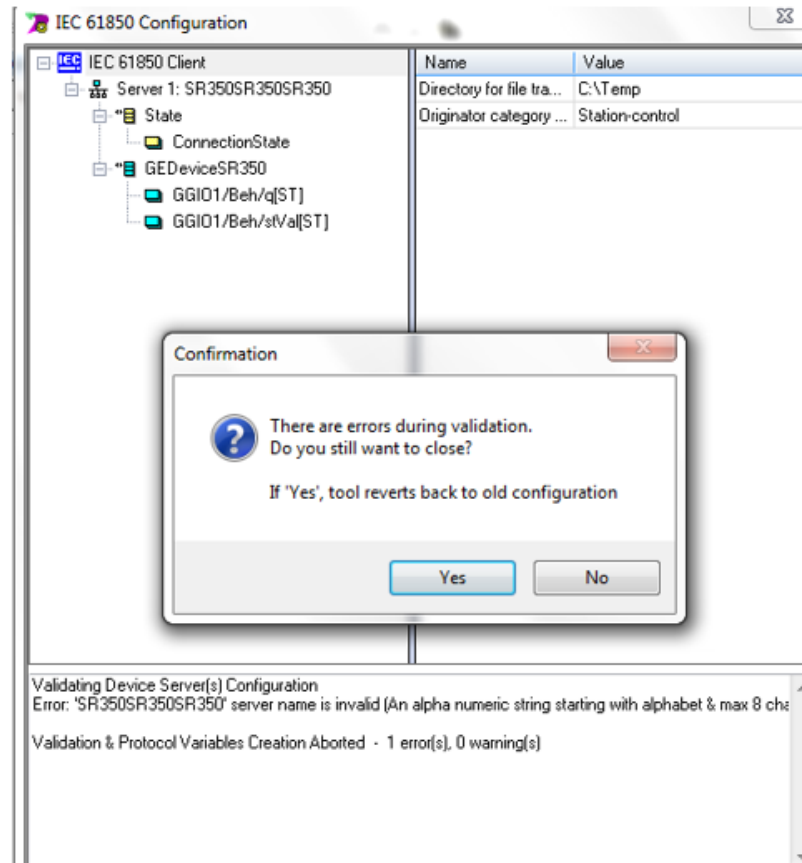 IEC 61850 Configuration
IEC IEC 61850 Client
Server 1: SR350SR350SR350
State
ConnectionState
GEDeviceSR350
GGIO1/Beh/q[ST]
GGIO1/Beh/stVal[ST]
Name Value
Directory for file tra... C:\Temp
Originator category ... Station-control
Confirmation
There are errors during validation.
Do you still want to close?
If 'Yes', tool reverts back to old configuration
Yes No
Validating Device Server(s) Configuration
Error: 'SR350SR350SR350' server name is invalid (An alpha numeric string starting with alphabet & max 8 cha
Validation & Protocol Variables Creation Aborted - 1 error(s), 0 warning(s)